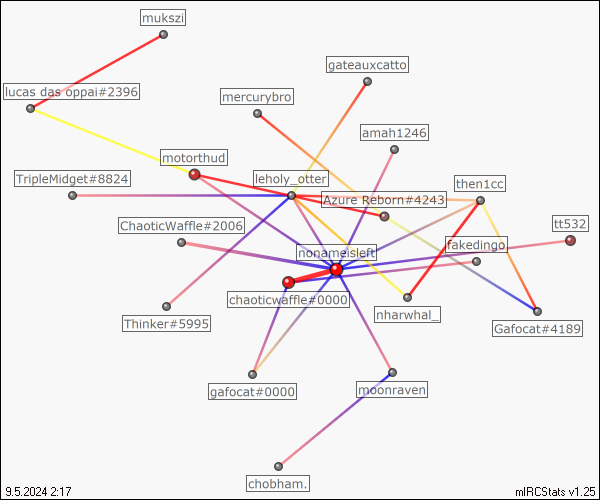 mukszi
gateauxcatto
lucas das oppai#2396
mercurybro
amah1246
motorthud
TripleMidget#8824
leholy_otter
then1cc
Azure Reborn#4243
ChaoticWaffle#2006
tt532
fakedingo
nonameisleft
chaoticwaffle#0000
Thinker#5995
nharwhal_
Gafocat#4189
gafocat#0000
moonraven
chobham.
9.5.2024 2:17
mIRCStats v1.25